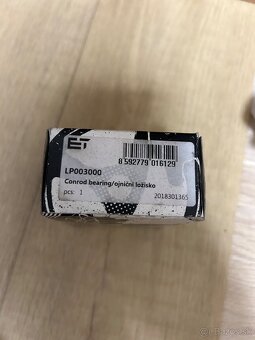 ET
8 592779 016129
LP003000
Conrod bearing/ojniční ložisko
pcs: 1
2018301365